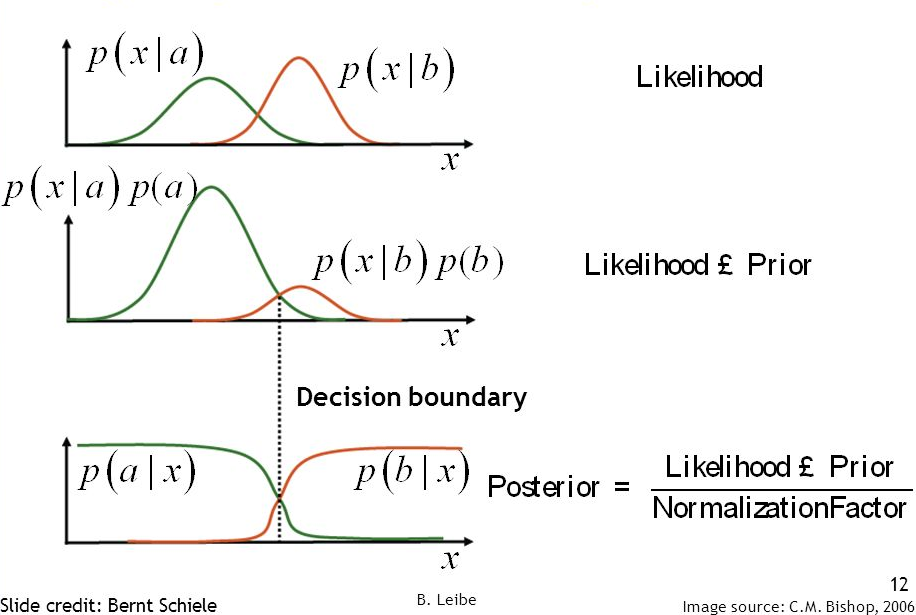 p(x|a)
p(x|b)
Likelihood
x
p(x|a) p(a)
p(x|b) p(b)
Likelihood £ Prior
x
Decision boundary
p(a|x)
p(b|x)
Posterior = Likelihood £ Prior
NormalizationFactor
x
12
Slide credit: Bernt Schiele
B. Leibe
Image source: C.M. Bishop, 2006